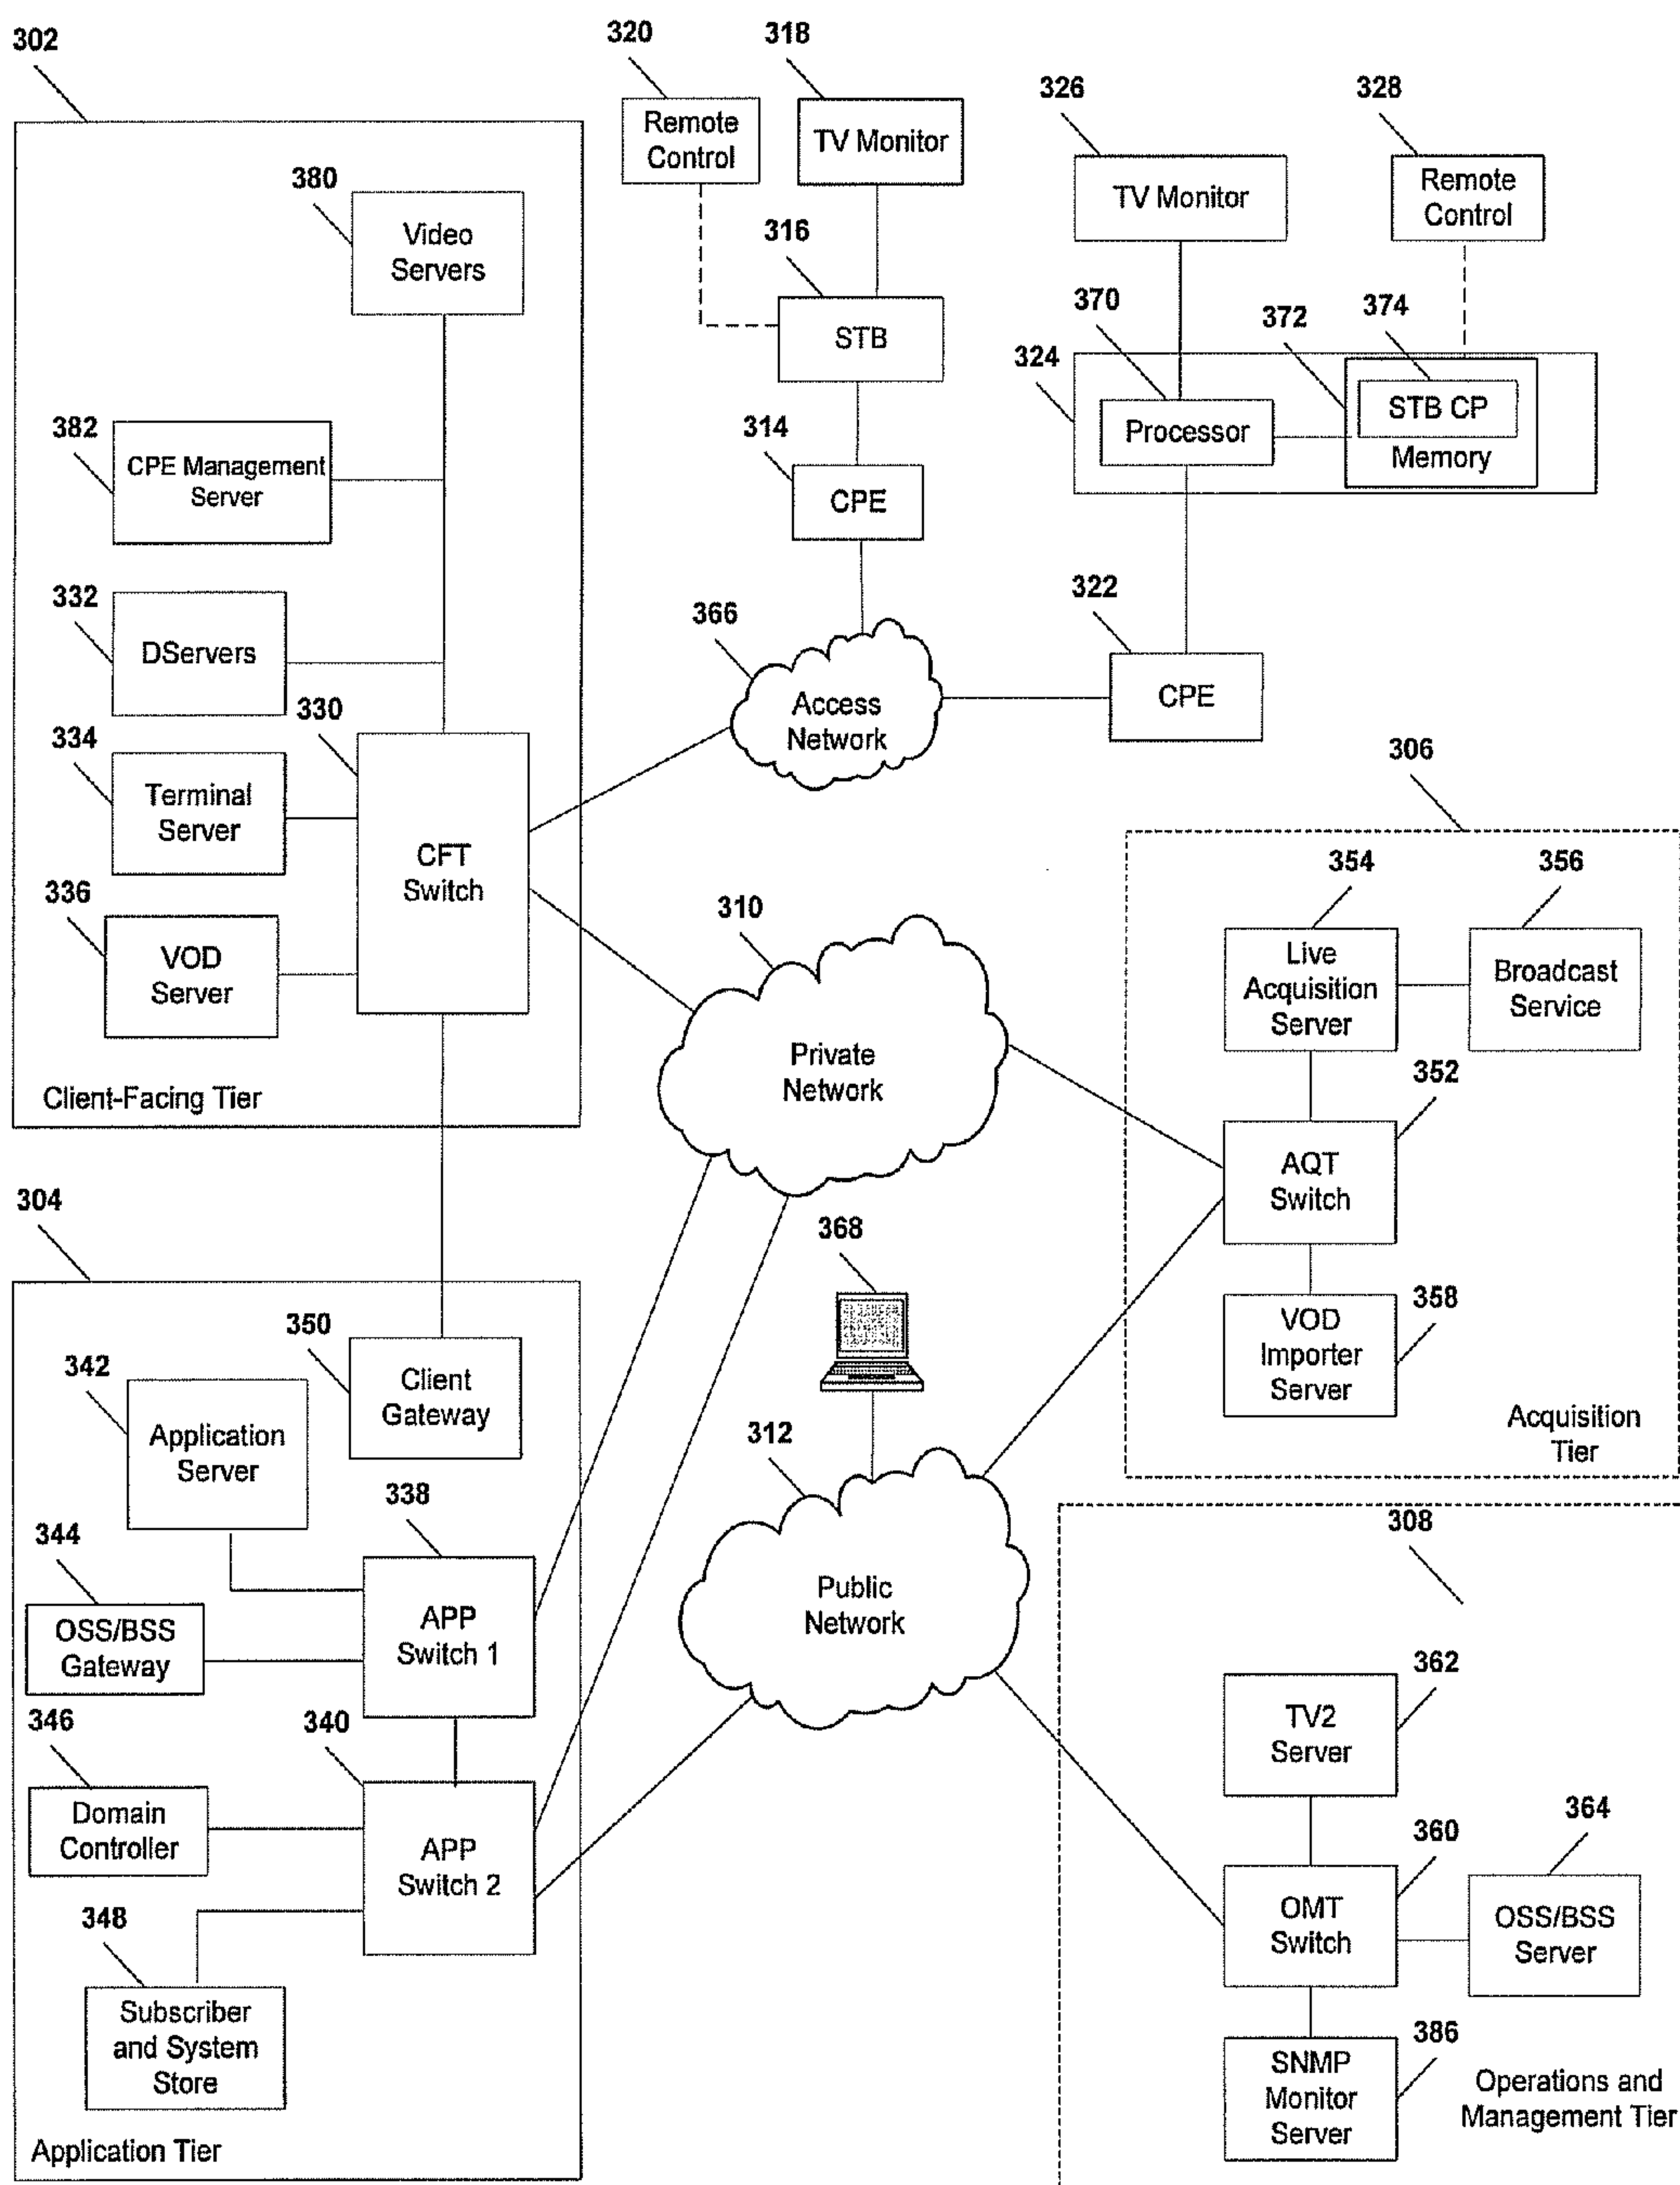 302
320
318
326
328
Remote
Control
TV Monitor
TV Monitor
Remote
Control
380
Video
Servers
316
STB
370
372
374
324
Processor
STB CP
Memory
382
CPE Management
Server
314
CPE
332
DServers
366
Access
Network
322
CPE
330
334
Terminal
Server
CFT
Switch
336
VOD
Server
Client-Facing Tier
310
Private
Network
306
354
356
Live
Acquisition
Server
Broadcast
Service
352
AQT
Switch
358
VOD
Importer
Server
Acquisition
Tier
304
368
350
Client
Gateway
342
Application
Server
312
Public
Network
338
APP
Switch 1
344
OSS/BSS
Gateway
346
Domain
Controller
340
APP
Switch 2
348
Subscriber
and System
Store
Application Tier
308
362
TV2
Server
360
364
OMT
Switch
OSS/BSS
Server
386
SNMP
Monitor
Server
Operations and
Management Tier